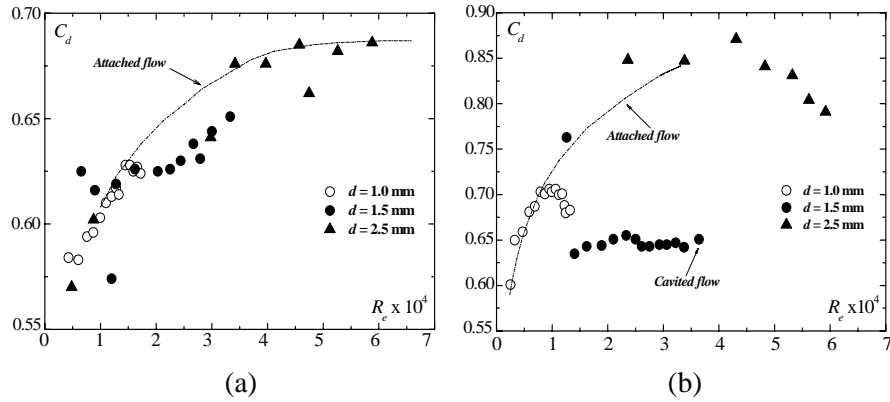 0.70
0.65
0.60
0.55
C_d
Attached flow
d = 1.0 mm
d = 1.5 mm
d = 2.5 mm
R_e x 10^4
0 1 2 3 4 5 6 7
(a)
0.90
0.85
0.80
0.75
0.70
0.65
0.60
0.55
C_d
Attached flow
d = 1.0 mm
d = 1.5 mm
d = 2.5 mm
Cavited flow
R_e x 10^4
0 1 2 3 4 5 6 7
(b)